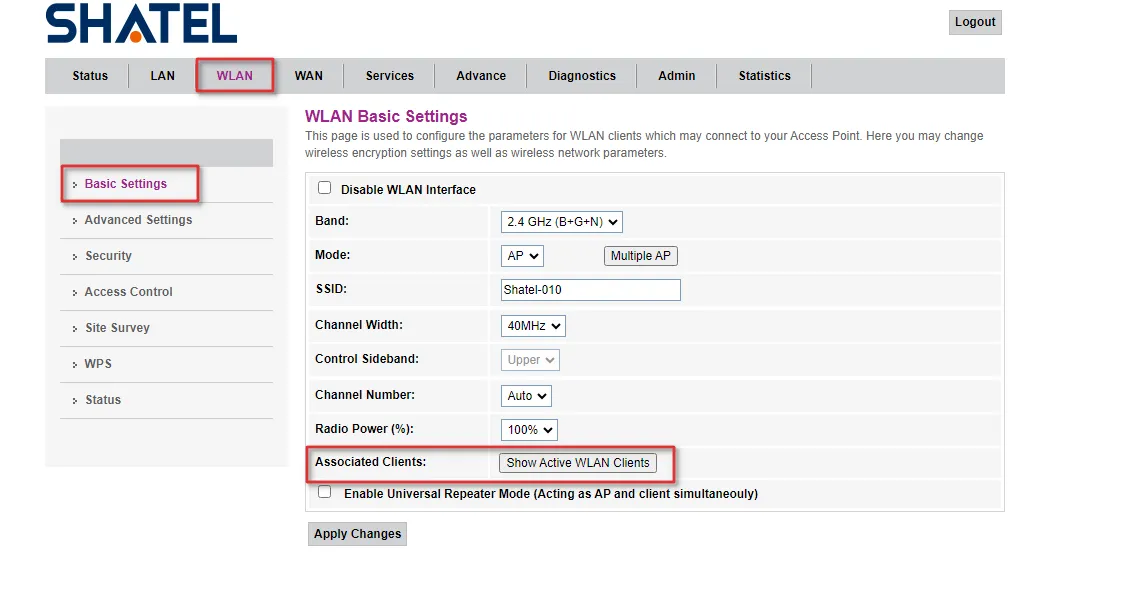 SHATEL
Logout
Status LAN WLAN WAN Services Advance Diagnostics Admin Statistics
Basic Settings
Advanced Settings
Security
Access Control
Site Survey
WPS
Status
WLAN Basic Settings
This page is used to configure the parameters for WLAN clients which may connect to your Access Point. Here you may change
wireless encryption settings as well as wireless network parameters.
Disable WLAN Interface
Band: 2.4 GHz (B+G+N)
Mode: AP Multiple AP
SSID: Shatel-010
Channel Width: 40MHz
Control Sideband: Upper
Channel Number: Auto
Radio Power (%): 100%
Associated Clients: Show Active WLAN Clients
Enable Universal Repeater Mode (Acting as AP and client simultaneouly)
Apply Changes